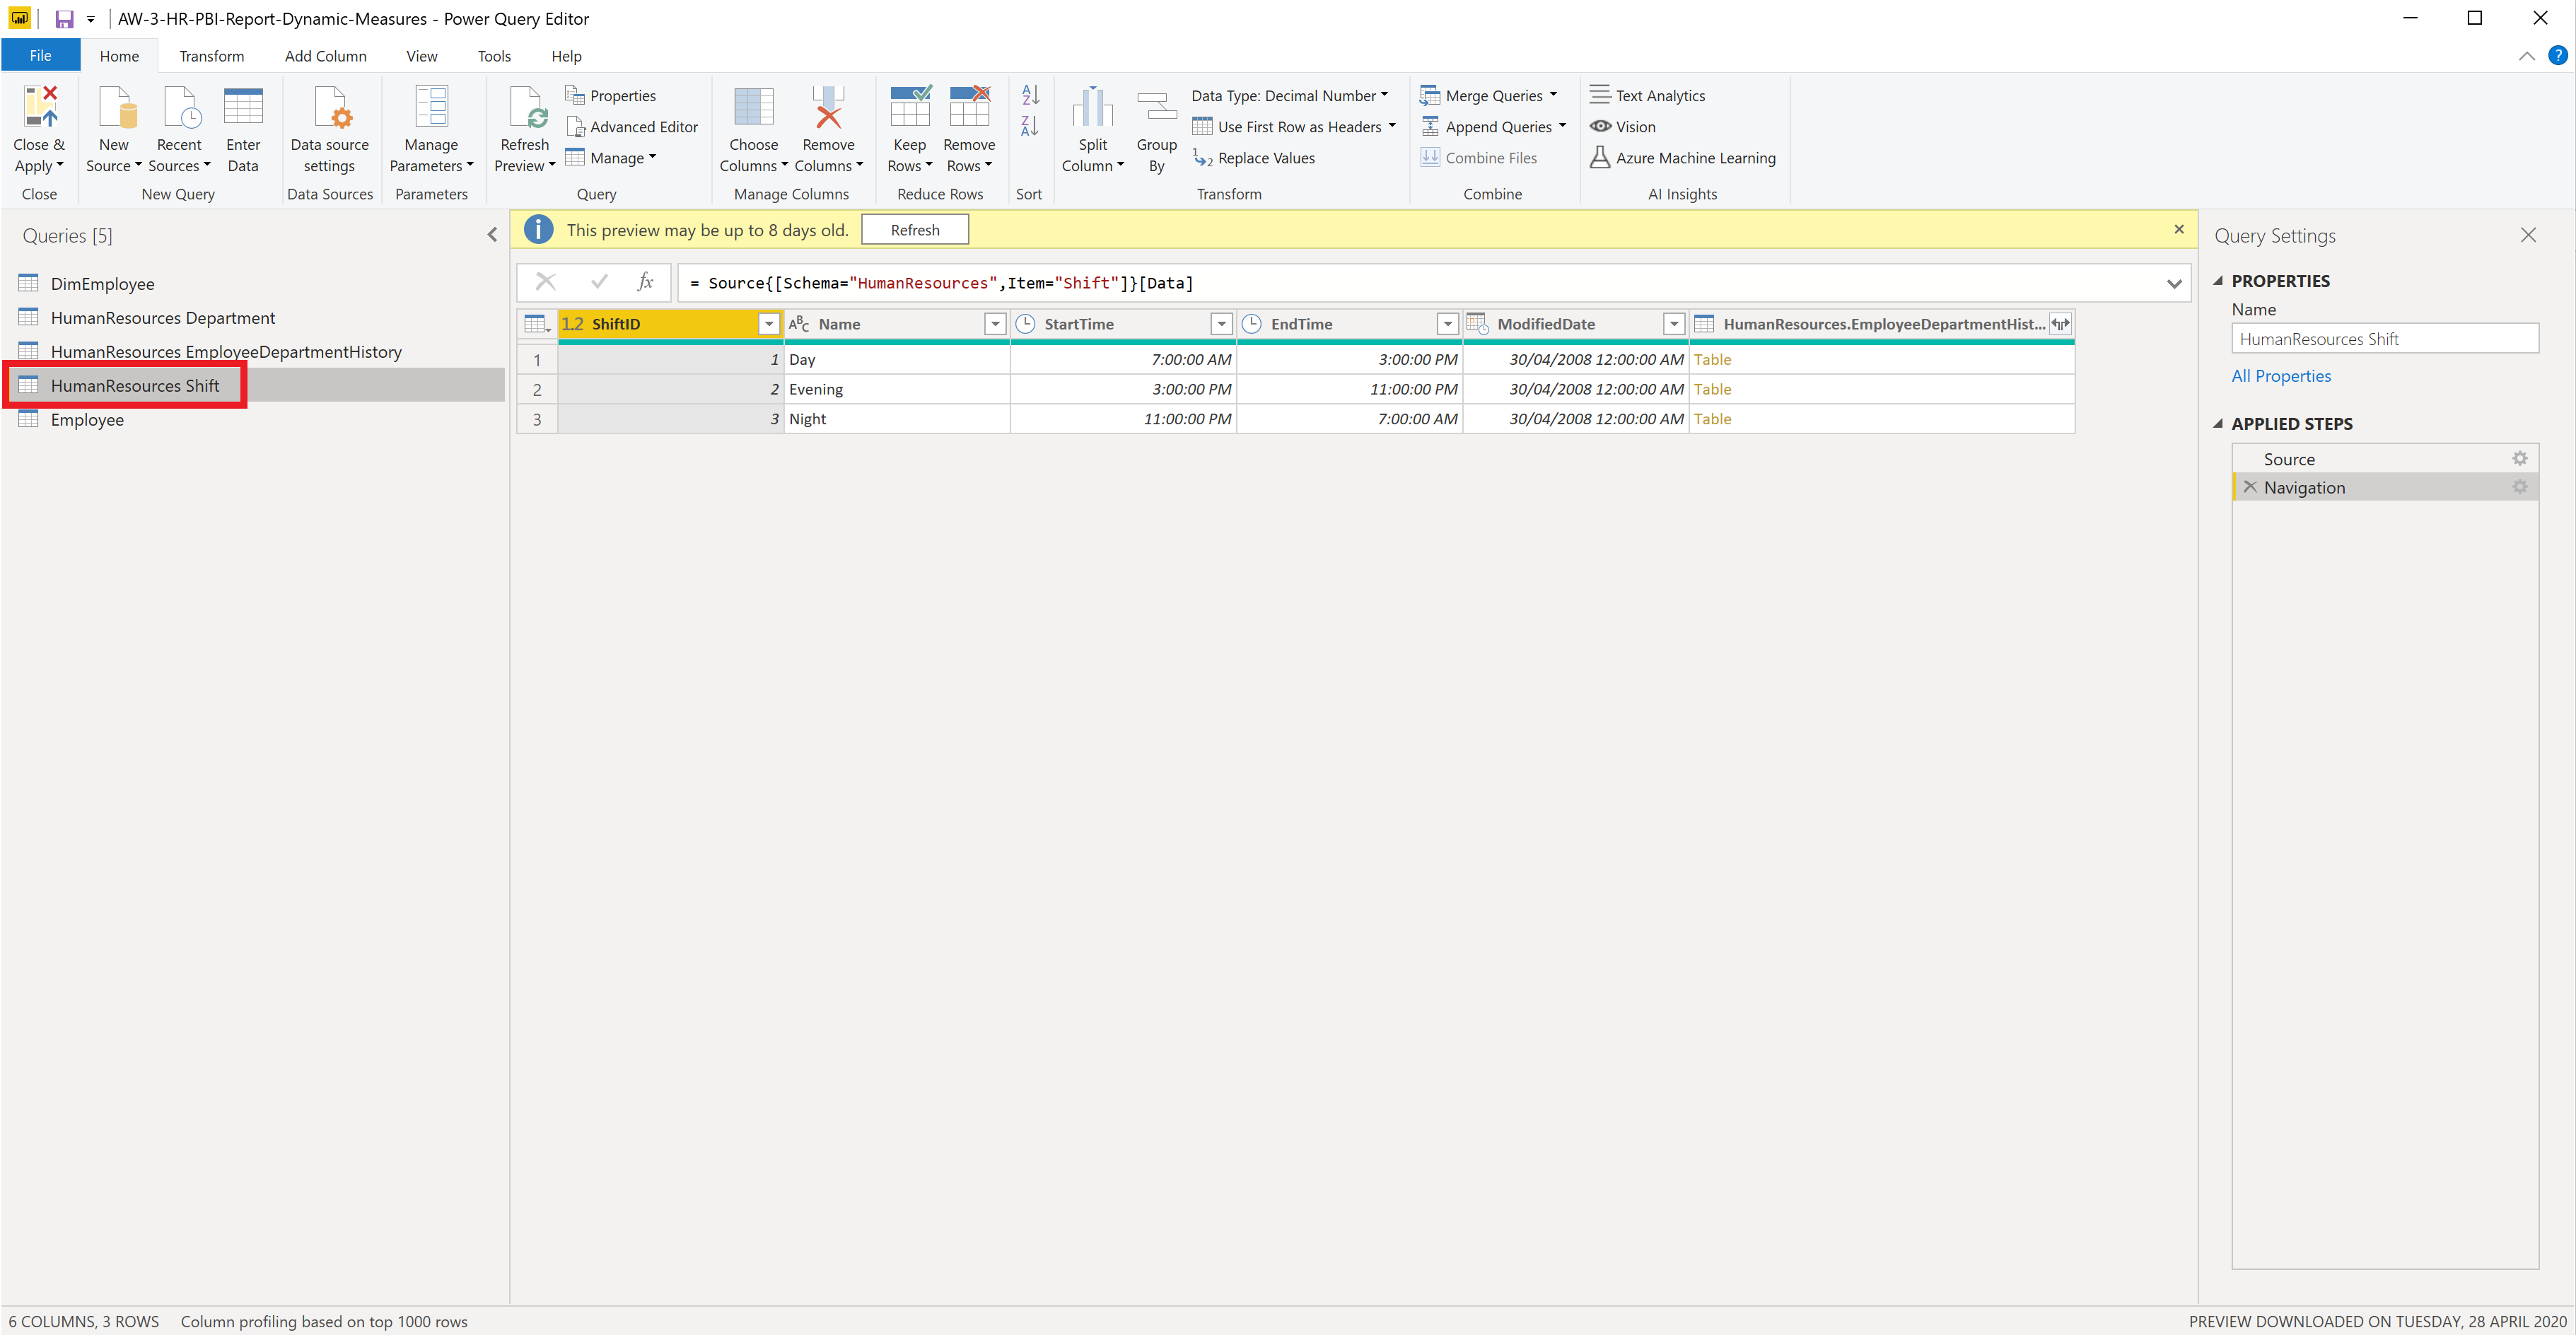 AW-3-HR-PBI-Report-Dynamic-Measures - Power Query Editor
File Home Transform Add Column View Tools Help
Close & Apply
Close
New Source
Recent Sources
Enter Data
New Query
Data source settings
Data Sources
Manage Parameters
Parameters
Refresh Preview
Properties
Advanced Editor
Manage
Query
Choose Columns
Remove Columns
Manage Columns
Keep Rows
Remove Rows
Reduce Rows
Sort
Split Column
Group By
Data Type: Decimal Number
Use First Row as Headers
Replace Values
Transform
Merge Queries
Append Queries
Combine Files
Combine
Text Analytics
Vision
Azure Machine Learning
AI Insights
Queries [5]
DimEmployee
HumanResources Department
HumanResources EmployeeDepartmentHistory
HumanResources Shift
Employee
This preview may be up to 8 days old. Refresh
fx = Source{[Schema="HumanResources",Item="Shift"]}[Data]
1.2 ShiftID ABC Name StartTime EndTime ModifiedDate HumanResources.EmployeeDepartmentHist...
1 1 Day 7:00:00 AM 3:00:00 PM 30/04/2008 12:00:00 AM Table
2 2 Evening 3:00:00 PM 11:00:00 PM 30/04/2008 12:00:00 AM Table
3 3 Night 11:00:00 PM 7:00:00 AM 30/04/2008 12:00:00 AM Table
Query Settings
PROPERTIES
Name
HumanResources Shift
All Properties
APPLIED STEPS
Source
Navigation
6 COLUMNS, 3 ROWS Column profiling based on top 1000 rows
PREVIEW DOWNLOADED ON TUESDAY, 28 APRIL 2020